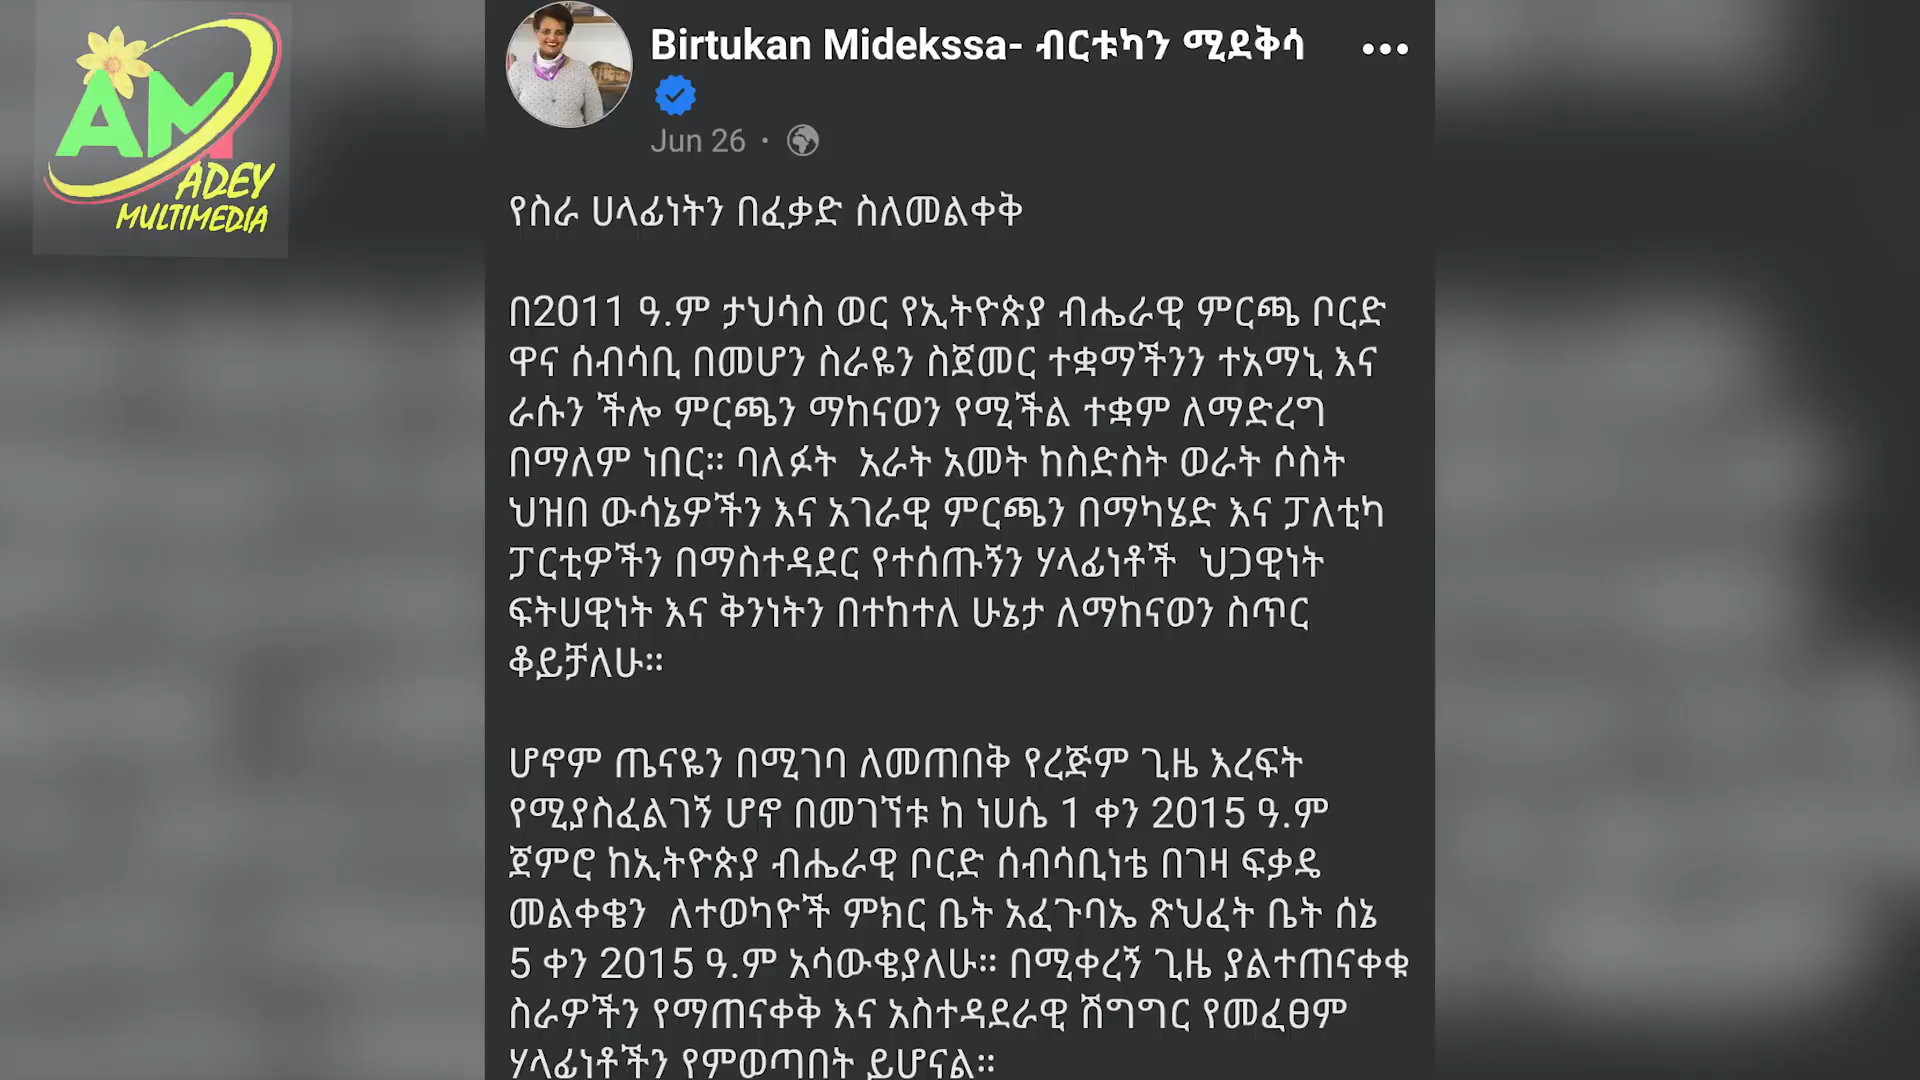 AM
ADEY
MULTIMEDIA
Birtukan Midekssa- ብርቱካን ሚደቅሳ
Jun 26 ·
የስራ ሀላፊነትን በፈቃድ ስለመልቀቅ
በ2011 ዓ.ም ታህሳስ ወር የኢትዮጵያ ብሔራዊ ምርጫ ቦርድ
ዋና ሰብሳቢ በመሆን ስራዬን ስጀመር ተቋማችንን ተአማኒ እና
ራሱን ችሎ ምርጫን ማከናወን የሚችል ተቋም ለማድረግ
በማለም ነበር። ባለፉት አራት አመት ከስድስት ወራት ሶስት
ህዝበ ውሳኔዎችን እና አገራዊ ምርጫን በማካሄድ እና ፓለቲካ
ፓርቲዎችን በማስተዳደር የተሰጡኝን ሃላፊነቶች ህጋዊነት
ፍትሀዊነት እና ቅንነትን በተከተለ ሁኔታ ለማከናወን ስጥር
ቆይቻለሁ።
ሆኖም ጤናዬን በሚገባ ለመጠበቅ የረጅም ጊዜ እረፍት
የሚያስፈልገኝ ሆኖ በመገኘቱ ከ ነሀሴ 1 ቀን 2015 ዓ.ም
ጀምሮ ከኢትዮጵያ ብሔራዊ ቦርድ ሰብሳቢነቴ በገዛ ፍቃዴ
መልቀቄን ለተወካዮች ምክር ቤት አፈጉባኤ ጽህፈት ቤት ሰኔ
5 ቀን 2015 ዓ.ም አሳውቄያለሁ። በሚቀረኝ ጊዜ ያልተጠናቀቁ
ስራዎችን የማጠናቀቅ እና አስተዳደራዊ ሽግግር የመፈፀም
ሃላፊነቶችን የምወጣበት ይሆናል።